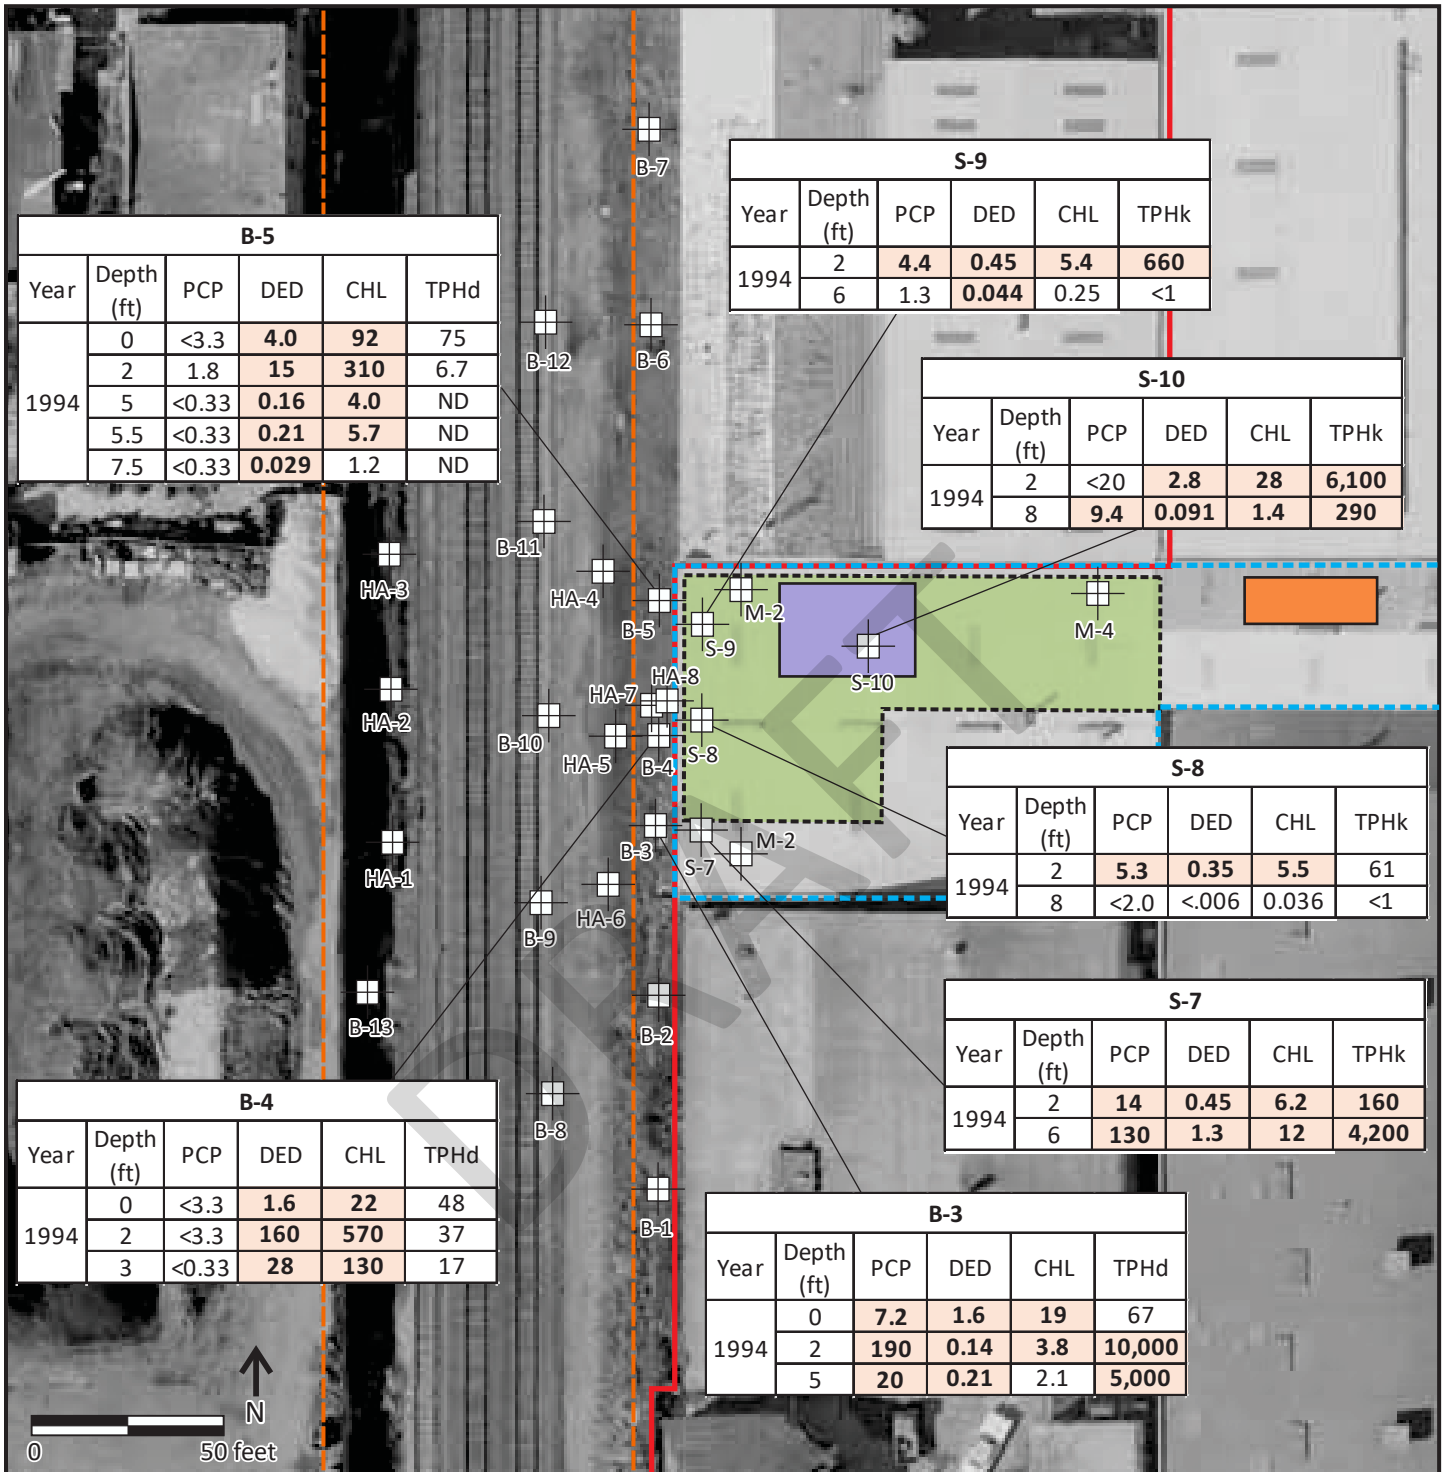 B-7
S-9
Year Depth (ft) PCP DED CHL TPHk
1994 2 4.4 0.45 5.4 660
6 1.3 0.044 0.25 <1
B-5
Year Depth (ft) PCP DED CHL TPHd
1994 0 <3.3 4.0 92 75
2 1.8 15 310 6.7
5 <0.33 0.16 4.0 ND
5.5 <0.33 0.21 5.7 ND
7.5 <0.33 0.029 1.2 ND
B-12
B-6
S-10
Year Depth (ft) PCP DED CHL TPHk
1994 2 <20 2.8 28 6,100
8 9.4 0.091 1.4 290
B-11
HA-3
HA-4
B-5
M-2
M-4
S-9
S-10
HA-8
HA-7
HA-2
B-10
HA-5
B-4
S-8
S-8
Year Depth (ft) PCP DED CHL TPHk
1994 2 5.3 0.35 5.5 61
8 <2.0 <.006 0.036 <1
HA-1
B-3
S-7
M-2
B-9
HA-6
B-13
B-2
S-7
Year Depth (ft) PCP DED CHL TPHk
1994 2 14 0.45 6.2 160
6 130 1.3 12 4,200
B-4
Year Depth (ft) PCP DED CHL TPHd
1994 0 <3.3 1.6 22 48
2 <3.3 160 570 37
3 <0.33 28 130 17
B-8
B-1
B-3
Year Depth (ft) PCP DED CHL TPHd
1994 0 7.2 1.6 19 67
2 190 0.14 3.8 10,000
5 20 0.21 2.1 5,000
N
0 50 feet
DRAFT